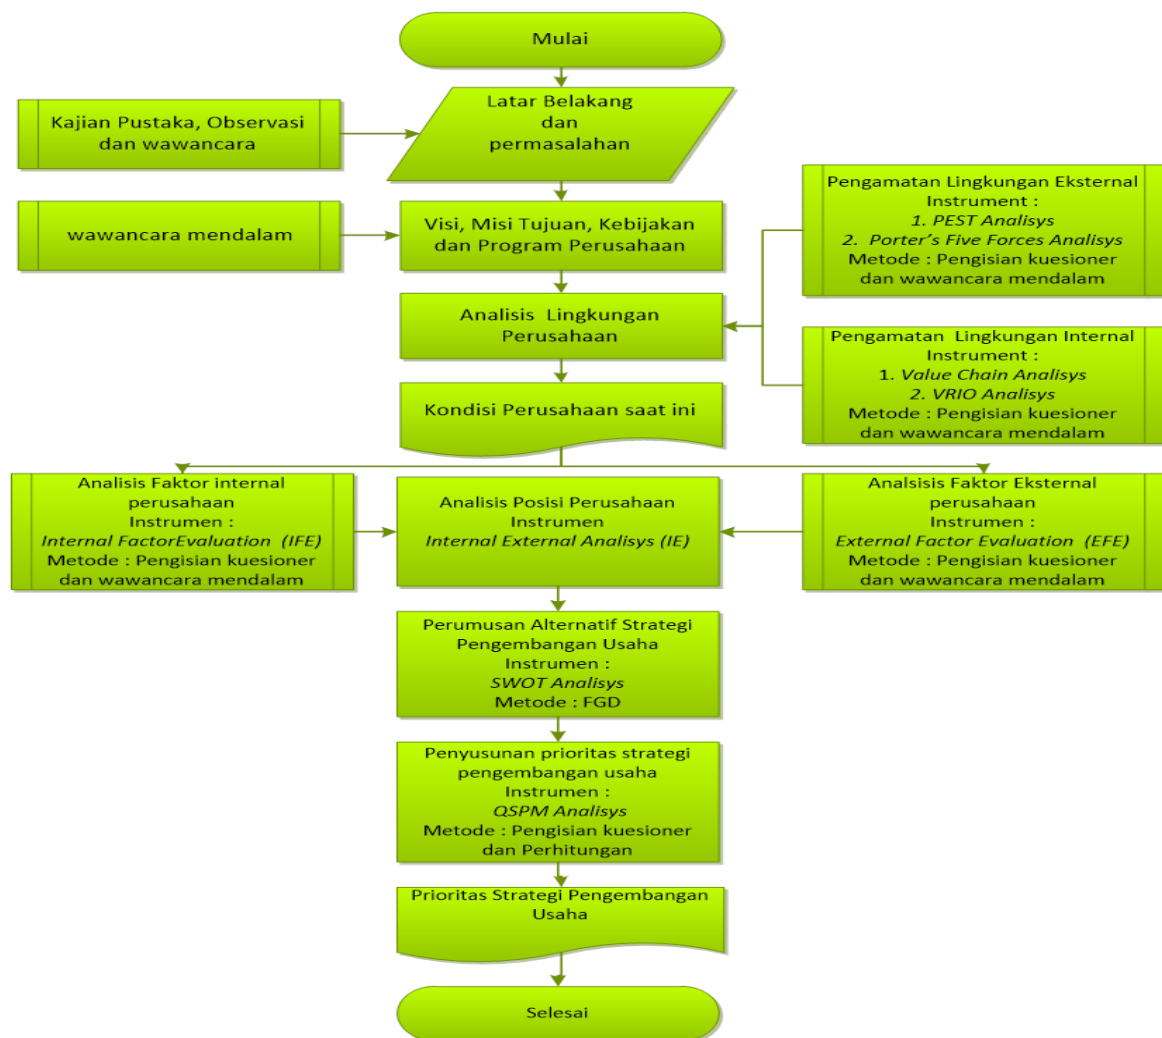 Mulai
Latar Belakang
dan
permasalahan
Kajian Pustaka, Observasi
dan wawancara
Pengamatan Lingkungan Eksternal
Instrument :
1. PEST Analisys
2. Porter's Five Forces Analisys
Metode : Pengisian kuesioner
dan wawancara mendalam
wawancara mendalam
Visi, Misi Tujuan, Kebijakan
dan Program Perusahaan
Analisis Lingkungan
Perusahaan
Pengamatan Lingkungan Internal
Instrument :
1. Value Chain Analisys
2. VRIO Analisys
Metode : Pengisian kuesioner
dan wawancara mendalam
Kondisi Perusahaan saat ini
Analisis Faktor internal
perusahaan
Instrumen :
Internal FactorEvaluation (IFE)
Metode : Pengisian kuesioner
dan wawancara mendalam
Analisis Posisi Perusahaan
Instrumen
Internal External Analisys (IE)
Analsisis Faktor Eksternal
perusahaan
Instrumen :
External Factor Evaluation (EFE)
Metode : Pengisian kuesioner
dan wawancara mendalam
Perumusan Alternatif Strategi
Pengembangan Usaha
Instrumen :
SWOT Analisys
Metode : FGD
Penyusunan prioritas strategi
pengembangan usaha
Instrumen :
QSPM Analisys
Metode : Pengisian kuesioner
dan Perhitungan
Prioritas Strategi Pengembangan
Usaha
Selesai